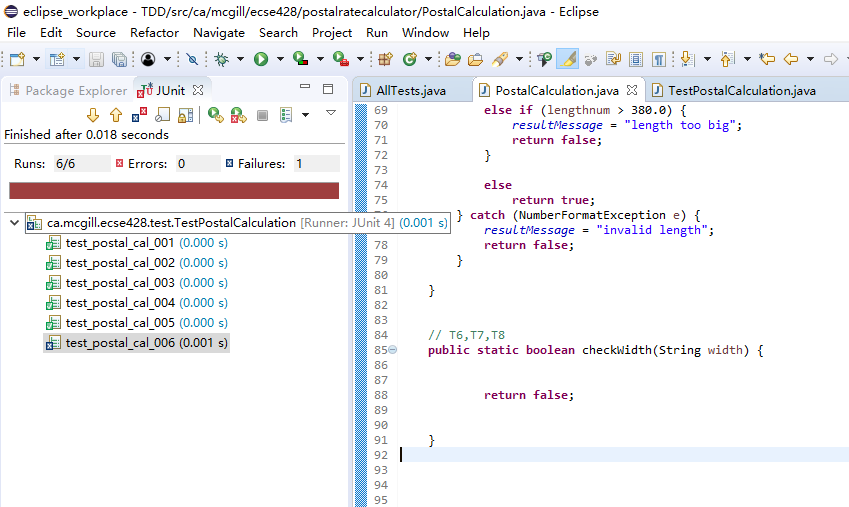 eclipse_workplace - TDD/src/ca/mcgill/ecse428/postalratecalculator/PostalCalculation.java - Eclipse
File Edit Source Refactor Navigate Search Project Run Window Help
Package Explorer JUnit
Finished after 0.018 seconds
Runs: 6/6 Errors: 0 Failures: 1
ca.mcgill.ecse428.test.TestPostalCalculation [Runner: JUnit 4] (0.001 s)
test_postal_cal_001 (0.000 s)
test_postal_cal_002 (0.000 s)
test_postal_cal_003 (0.000 s)
test_postal_cal_004 (0.000 s)
test_postal_cal_005 (0.000 s)
test_postal_cal_006 (0.001 s)
AllTests.java PostalCalculation.java TestPostalCalculation.java
69 else if (lengthnum > 380.0) {
70 resultMessage = "length too big";
71 return false;
72 }
73
74 else
75 return true;
} catch (NumberFormatException e) {
resultMessage = "invalid length";
78 return false;
79 }
80
81 }
82
83
84 // T6,T7,T8
85 public static boolean checkWidth(String width) {
86
87
88 return false;
89
90
91 }
92
93
94
95